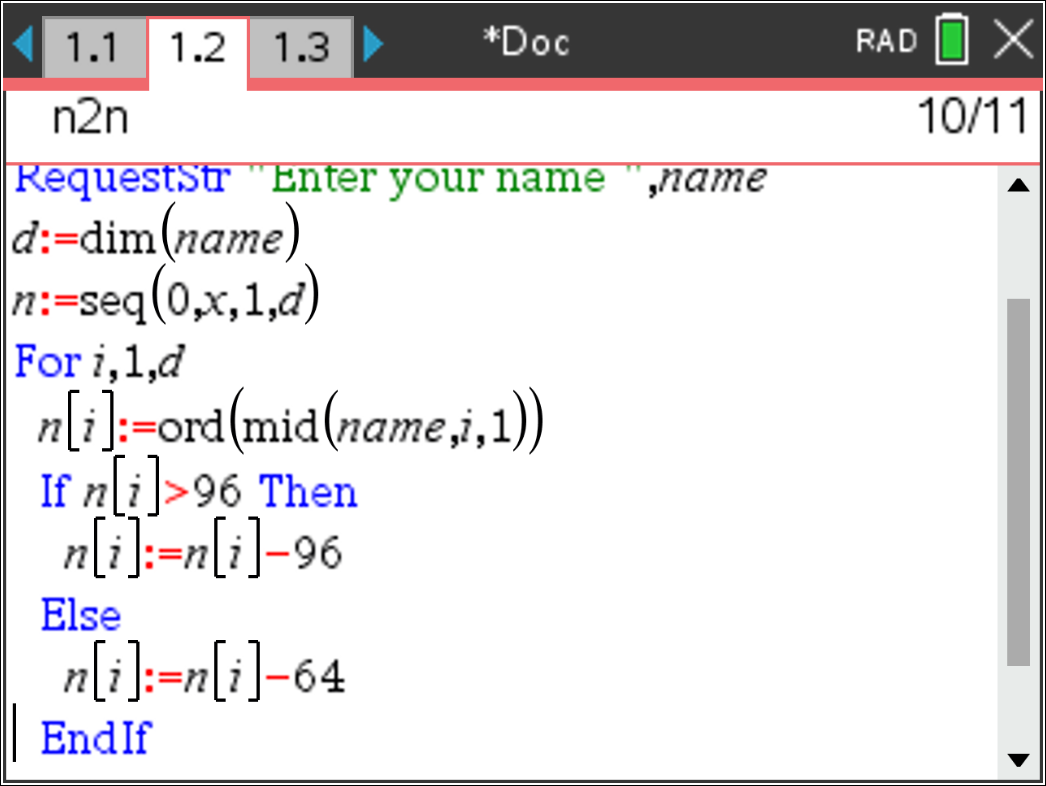 1.1 1.2 1.3 *Doc RAD
n2n 10/11
RequestStr "Enter your name ",name
d:=dim(name)
n:=seq(0,x,1,d)
For i,1,d
n[i]:=ord(mid(name,i,1))
If n[i]>96 Then
n[i]:=n[i]−96
Else
n[i]:=n[i]−64
EndIf